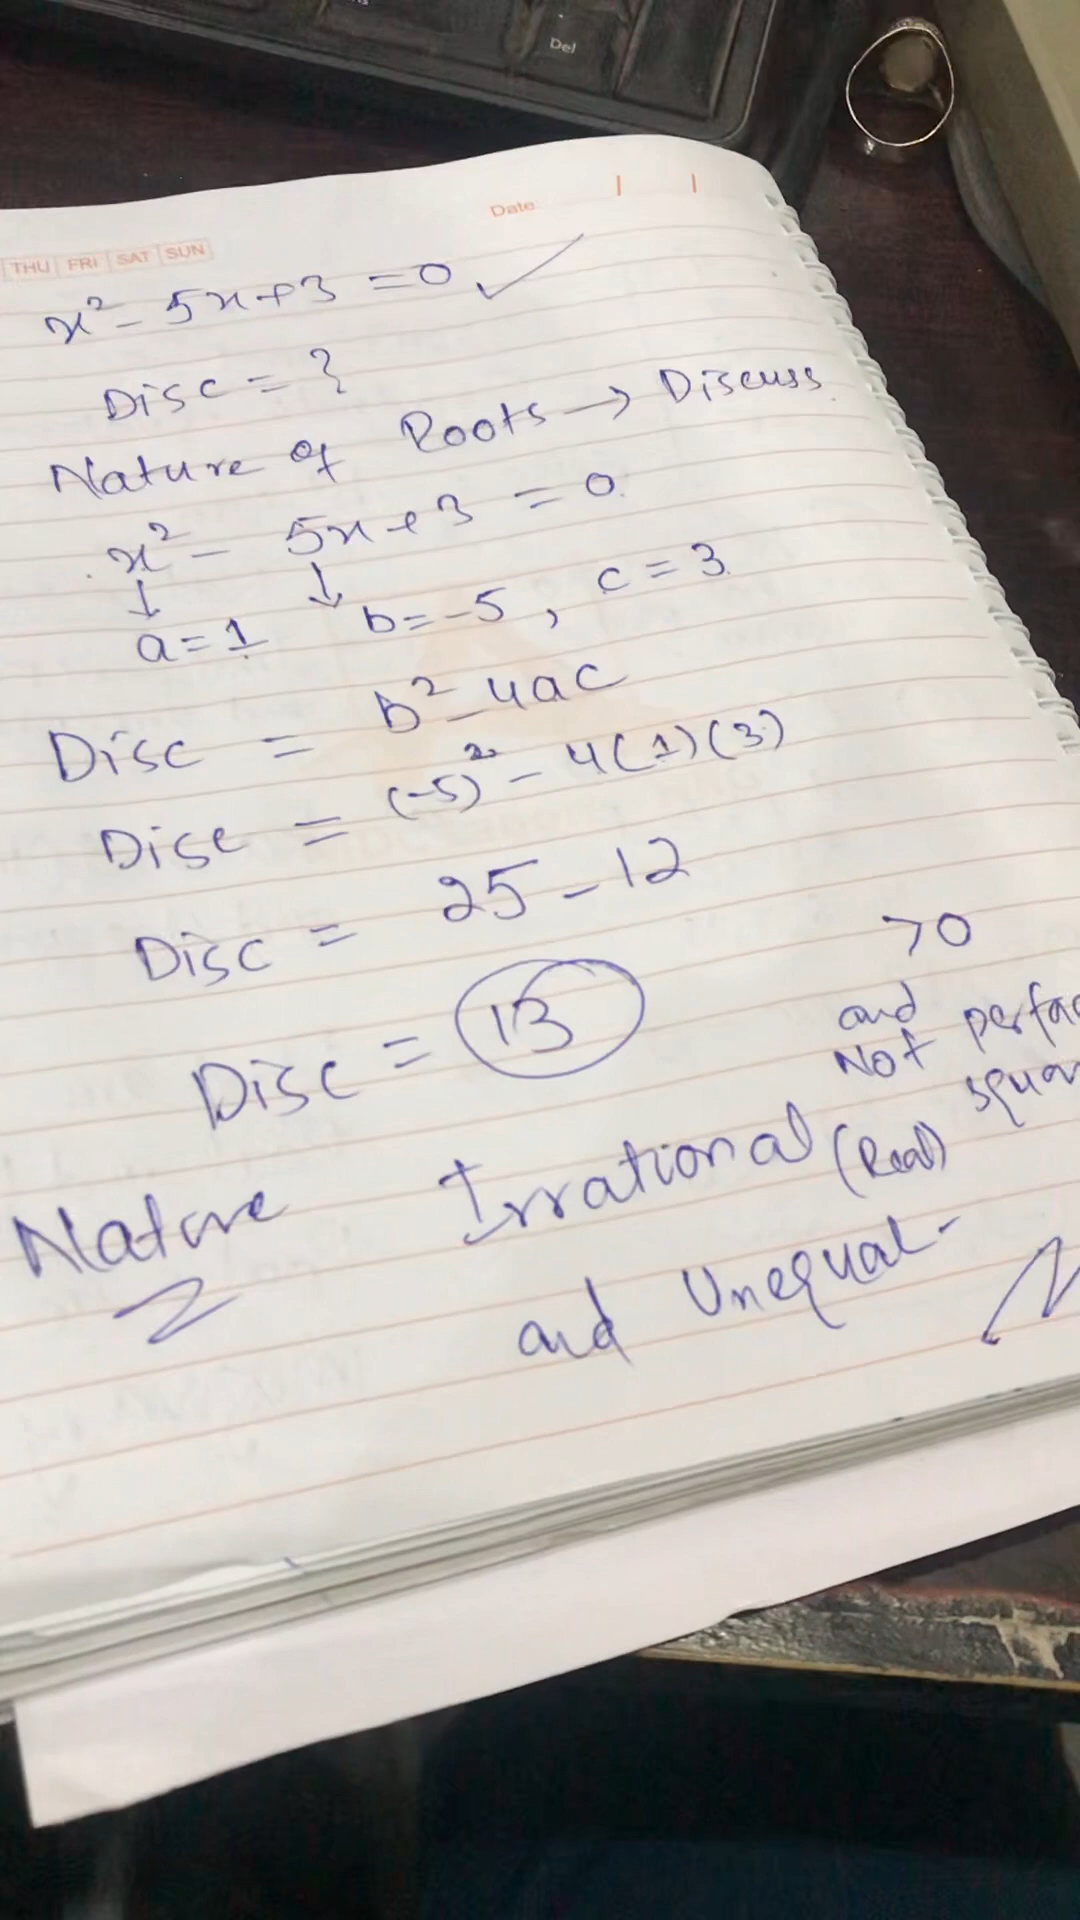 Del
Date / /
THU FRI SAT SUN
x² - 5x + 3 = 0 ✓
Disc = ?
Nature of Roots → Discuss.
x² - 5x + 3 = 0.
↓ ↓
a = 1 b = -5, c = 3.
Disc = b² - 4ac
Disc = (-5)² - 4(1)(3)
Disc = 25 - 12
Disc = 13 >0
and
Not perfac
squar
Nature Irrational (Real)
and Unequal-